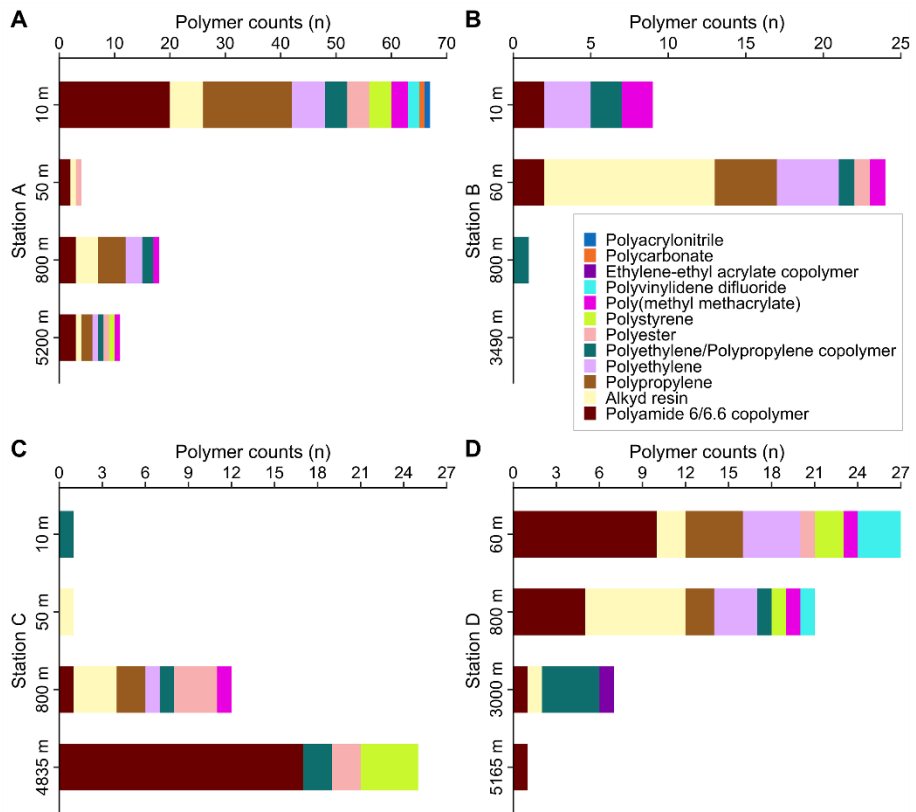 A
Polymer counts (n)
0 10 20 30 40 50 60 70
Station A
10 m
50 m
800 m
5200 m
B
Polymer counts (n)
0 5 10 15 20 25
Station B
10 m
60 m
800 m
3490 m
Polyacrylonitrile
Polycarbonate
Ethylene-ethyl acrylate copolymer
Polyvinylidene difluoride
Poly(methyl methacrylate)
Polystyrene
Polyester
Polyethylene/Polypropylene copolymer
Polyethylene
Polypropylene
Alkyd resin
Polyamide 6/6.6 copolymer
C
Polymer counts (n)
0 3 6 9 12 15 18 21 24 27
Station C
10 m
50 m
800 m
4835 m
D
Polymer counts (n)
0 3 6 9 12 15 18 21 24 27
Station D
60 m
800 m
3000 m
5165 m